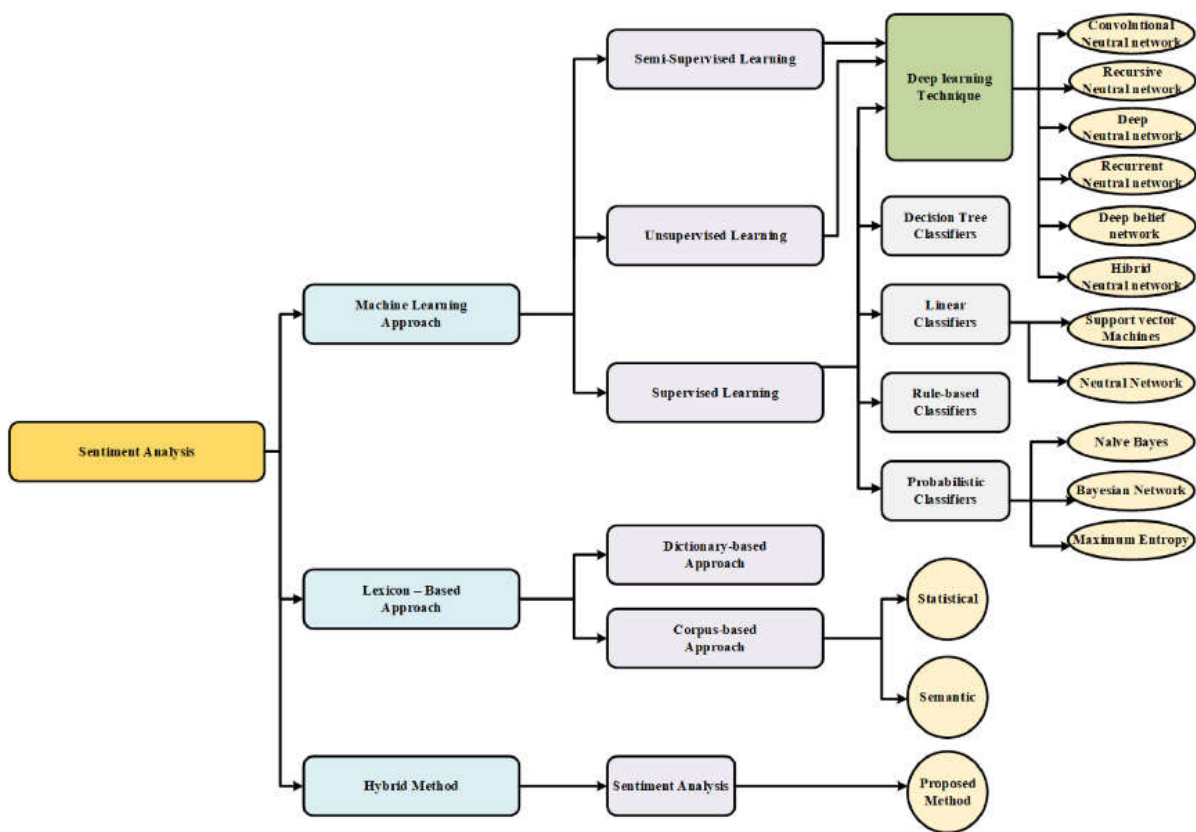 Sentiment Analysis
Machine Learning
Approach
Lexicon – Based
Approach
Hybrid Method
Semi-Supervised Learning
Unsupervised Learning
Supervised Learning
Dictionary-based
Approach
Corpus-based
Approach
Sentiment Analysis
Deep learning
Technique
Decision Tree
Classifiers
Linear
Classifiers
Rule-based
Classifiers
Probabilistic
Classifiers
Statistical
Semantic
Proposed
Method
Convolutional
Neutral network
Recursive
Neutral network
Deep
Neutral network
Recurrent
Neutral network
Deep belief
network
Hibrid
Neutral network
Support vector
Machines
Neutral Network
Nalve Bayes
Bayesian Network
Maximum Entropy